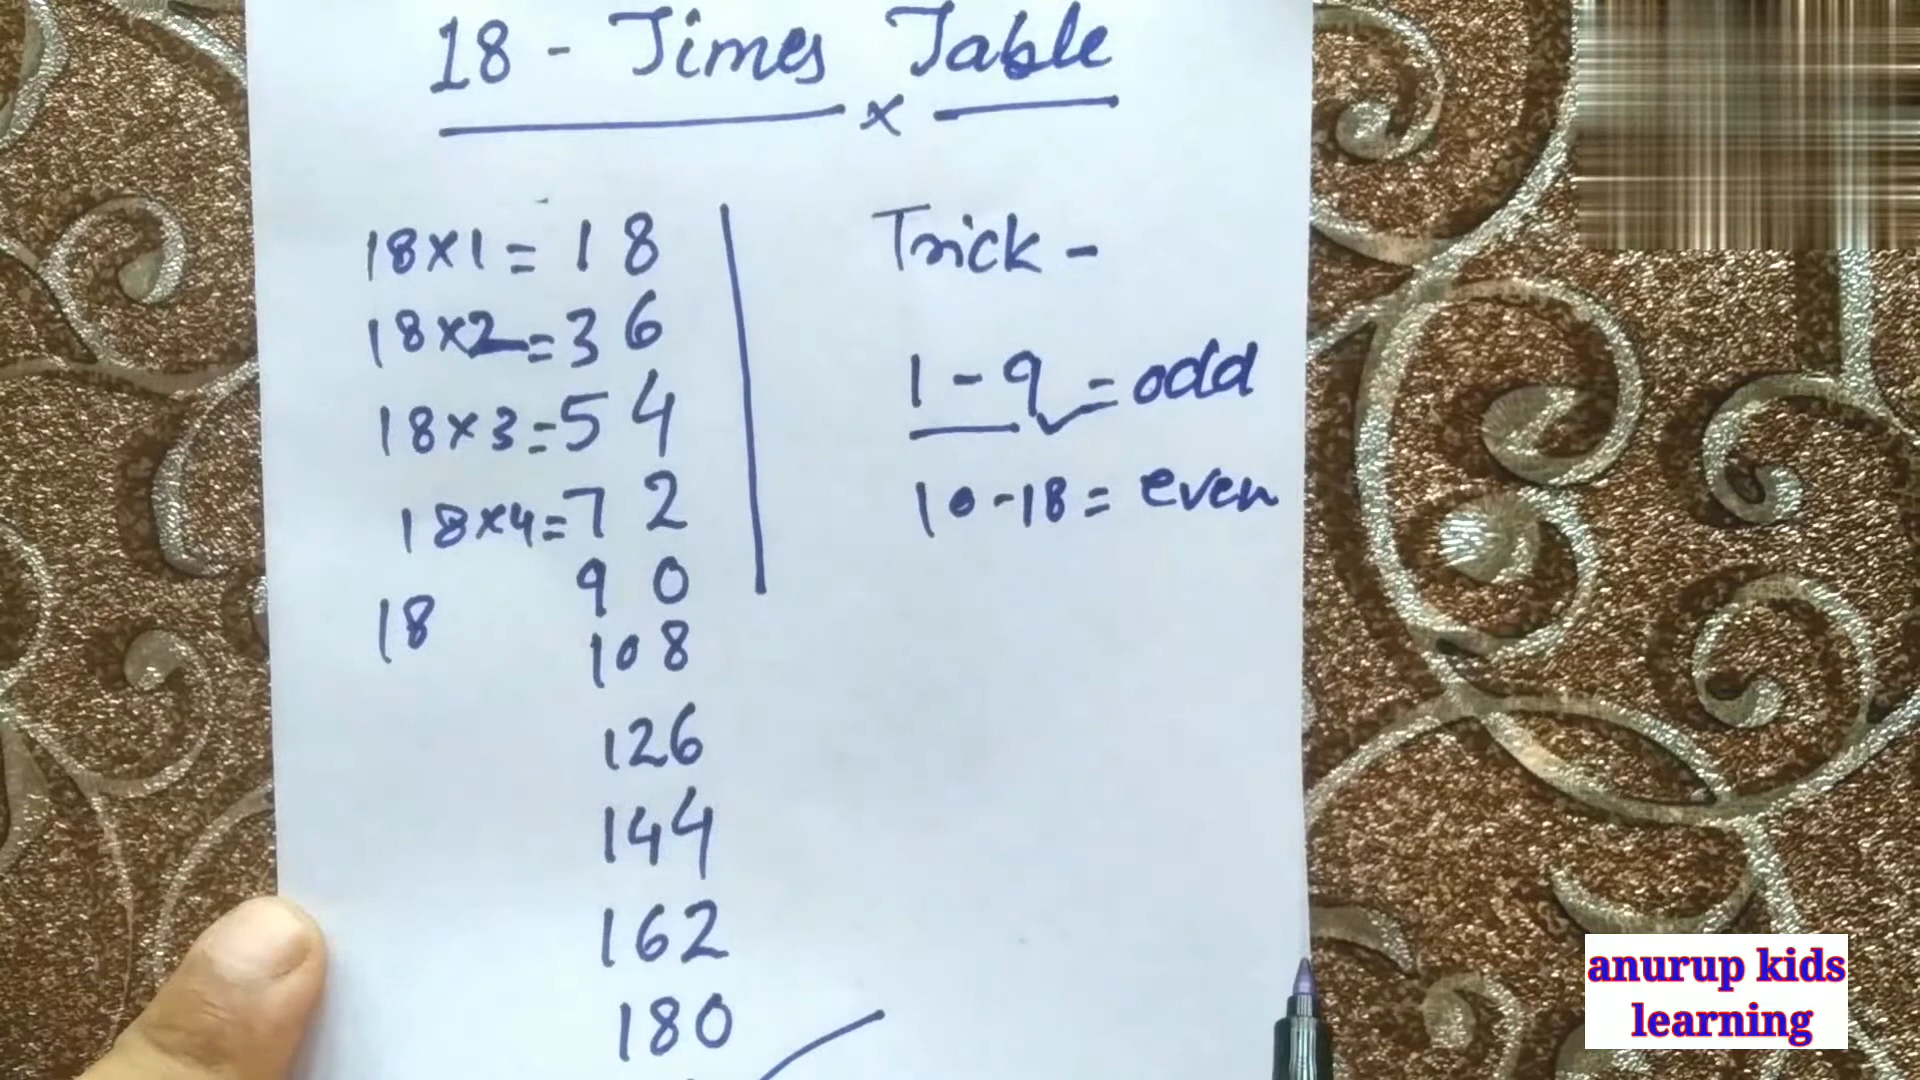 18 - Times Table
x
18×1 = 18
18×2 = 36
18×3 = 54
18×4 = 72
90
18
108
126
144
162
180
Trick -
1 - 9 = odd
10 - 18 = even
anurup kids
learning